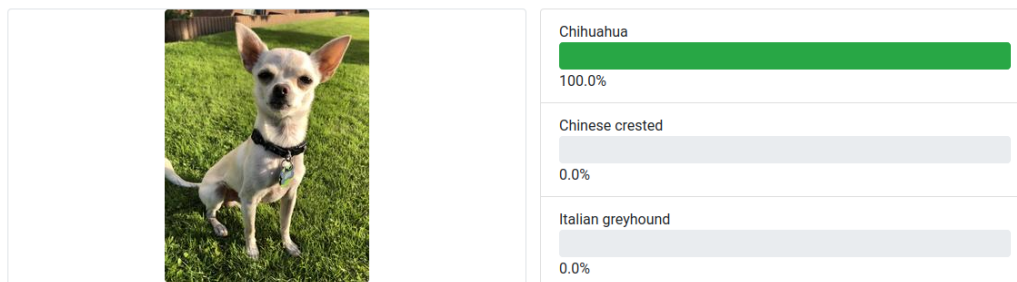 Chihuahua
100.0%
Chinese crested
0.0%
Italian greyhound
0.0%